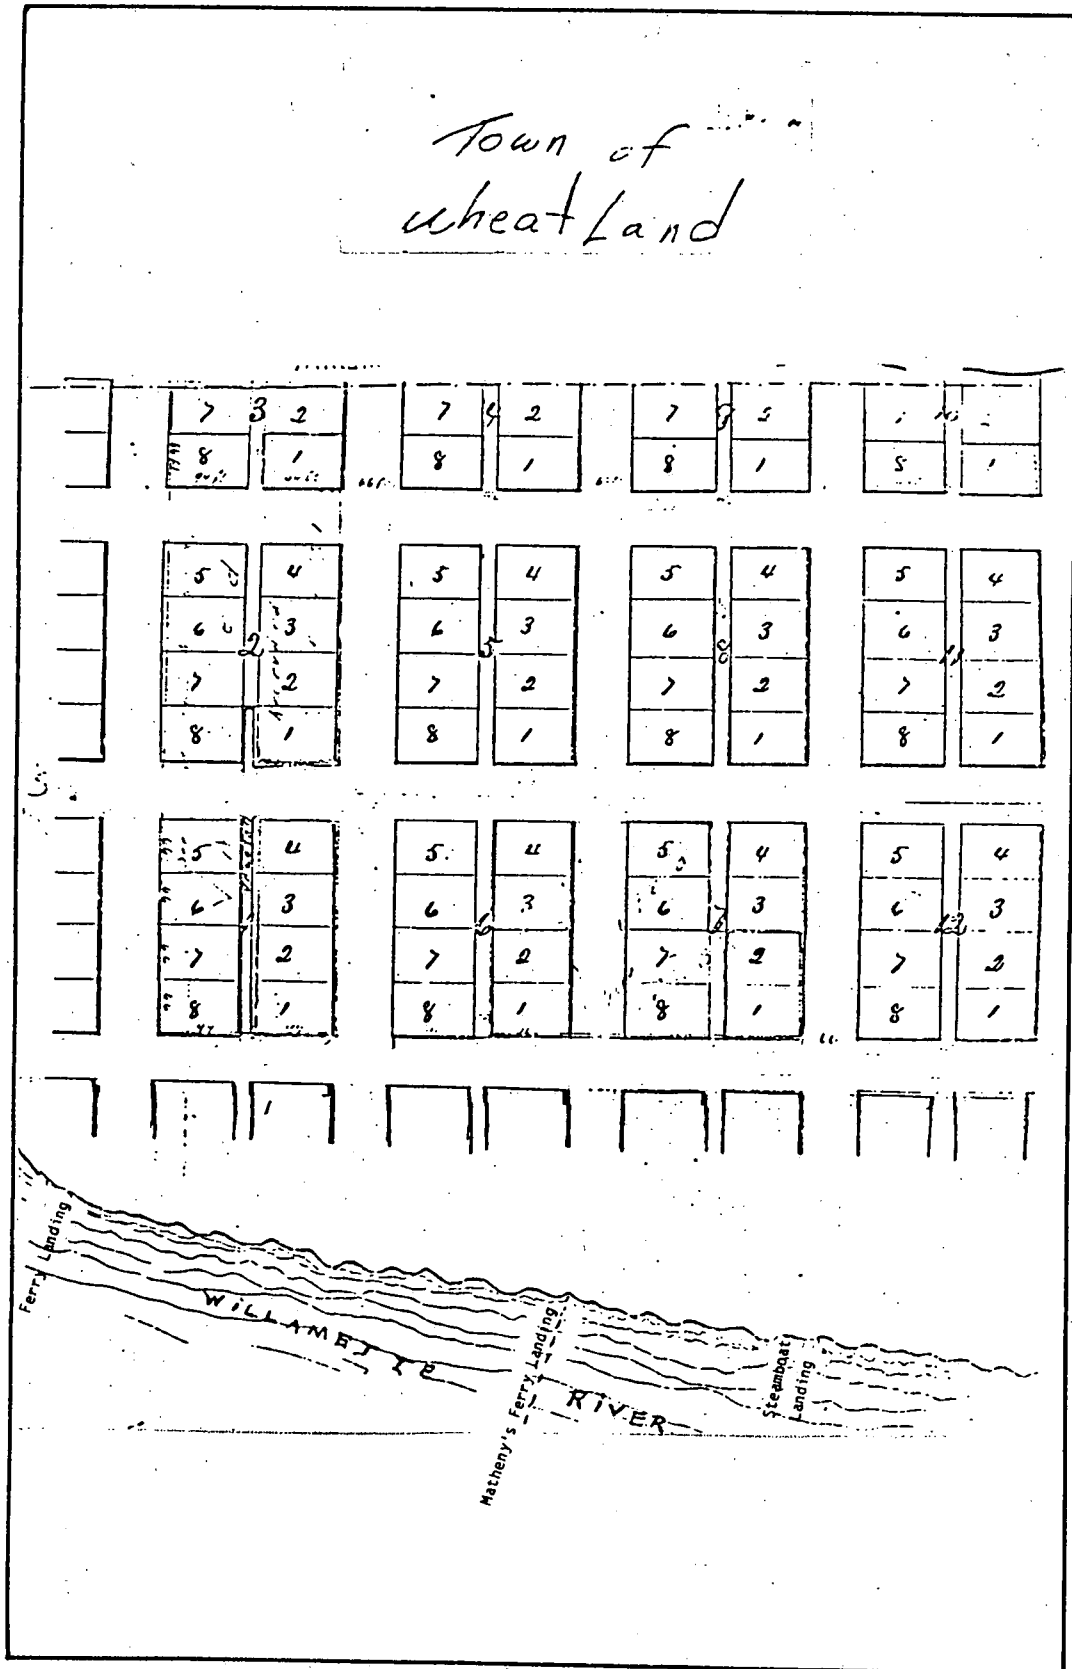 Town of
wheatLand
7 3 2 7 4 2 7 9 2
8 1 8 1 8 1 8 1
5 4 5 4 5 4 5 4
6 3 6 3 6 3 6 3
2 5 8 11
7 2 7 2 7 2 7 2
8 1 8 1 8 1 8 1
5 4 5 4 5 4 5 4
6 3 6 3 6 3 6 3
6 12
7 2 7 2 7 2 7 2
8 1 8 1 8 1 8 1
1
Ferry Landing
WILLAMETTE
RIVER
Matheny's Ferry Landing
Steamboat
Landing